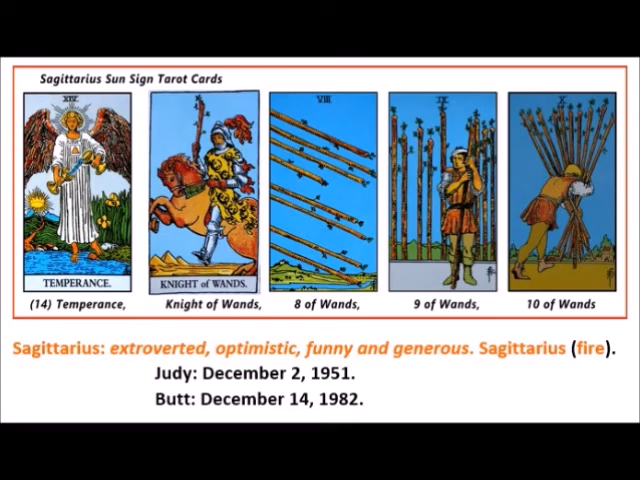 Sagittarius Sun Sign Tarot Cards
XIV
VIII
IX
X
TEMPERANCE.
KNIGHT of WANDS.
(14) Temperance, Knight of Wands, 8 of Wands, 9 of Wands, 10 of Wands
Sagittarius: extroverted, optimistic, funny and generous. Sagittarius (fire).
Judy: December 2, 1951.
Butt: December 14, 1982.